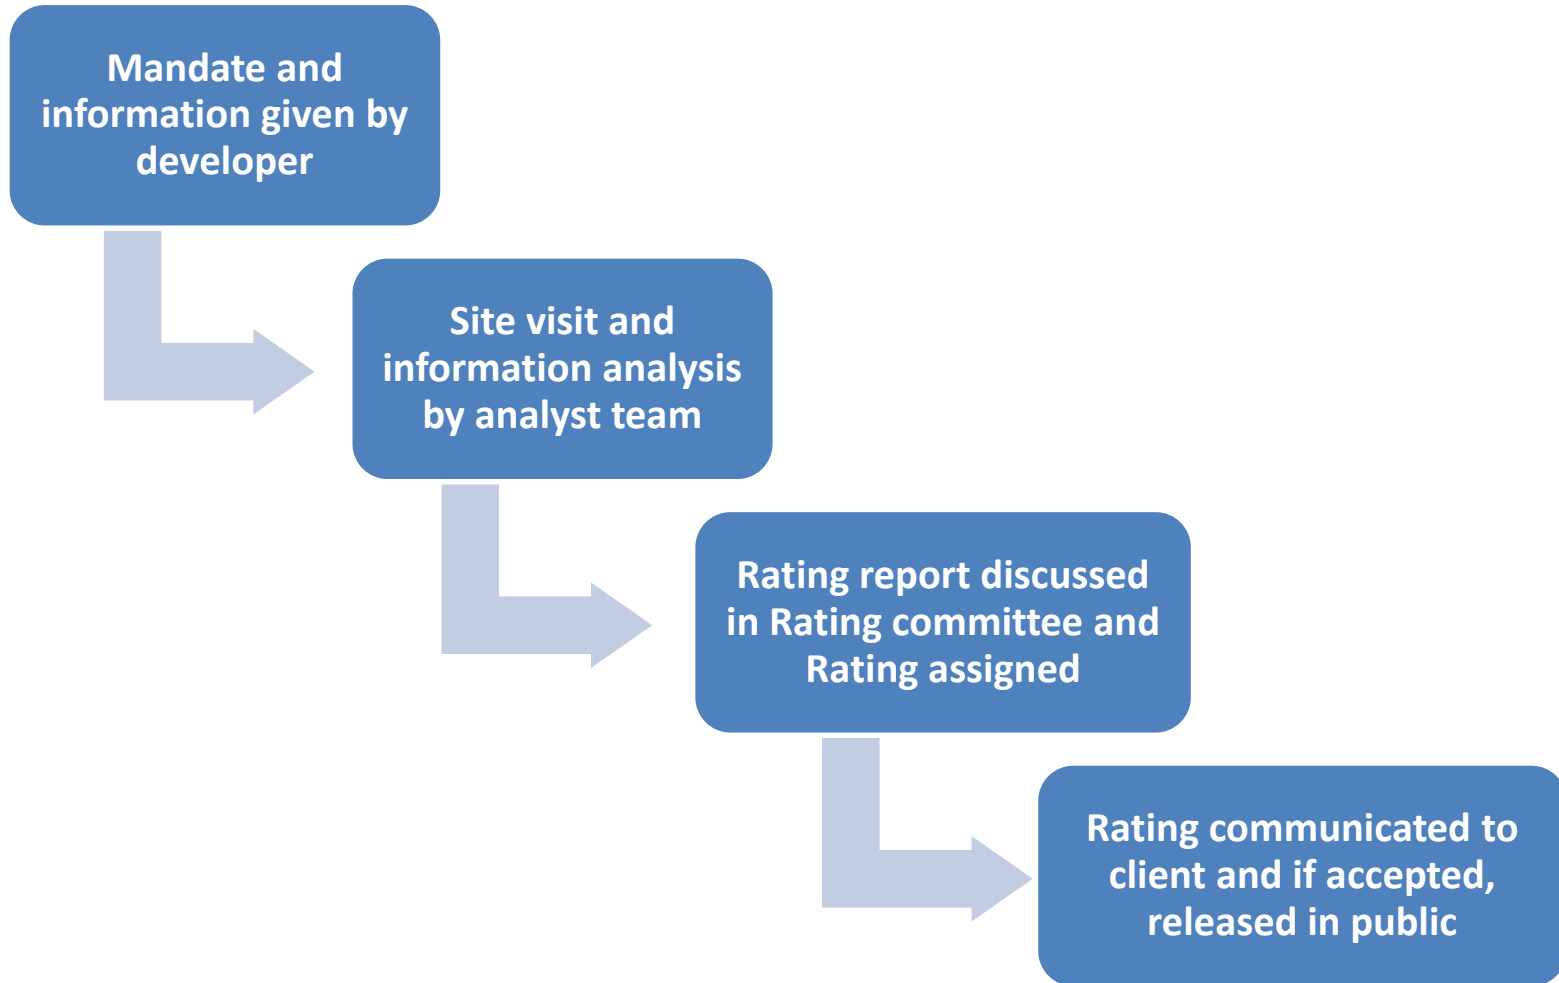 Mandate and
information given by
developer
Site visit and
information analysis
by analyst team
Rating report discussed
in Rating committee and
Rating assigned
Rating communicated to
client and if accepted,
released in public